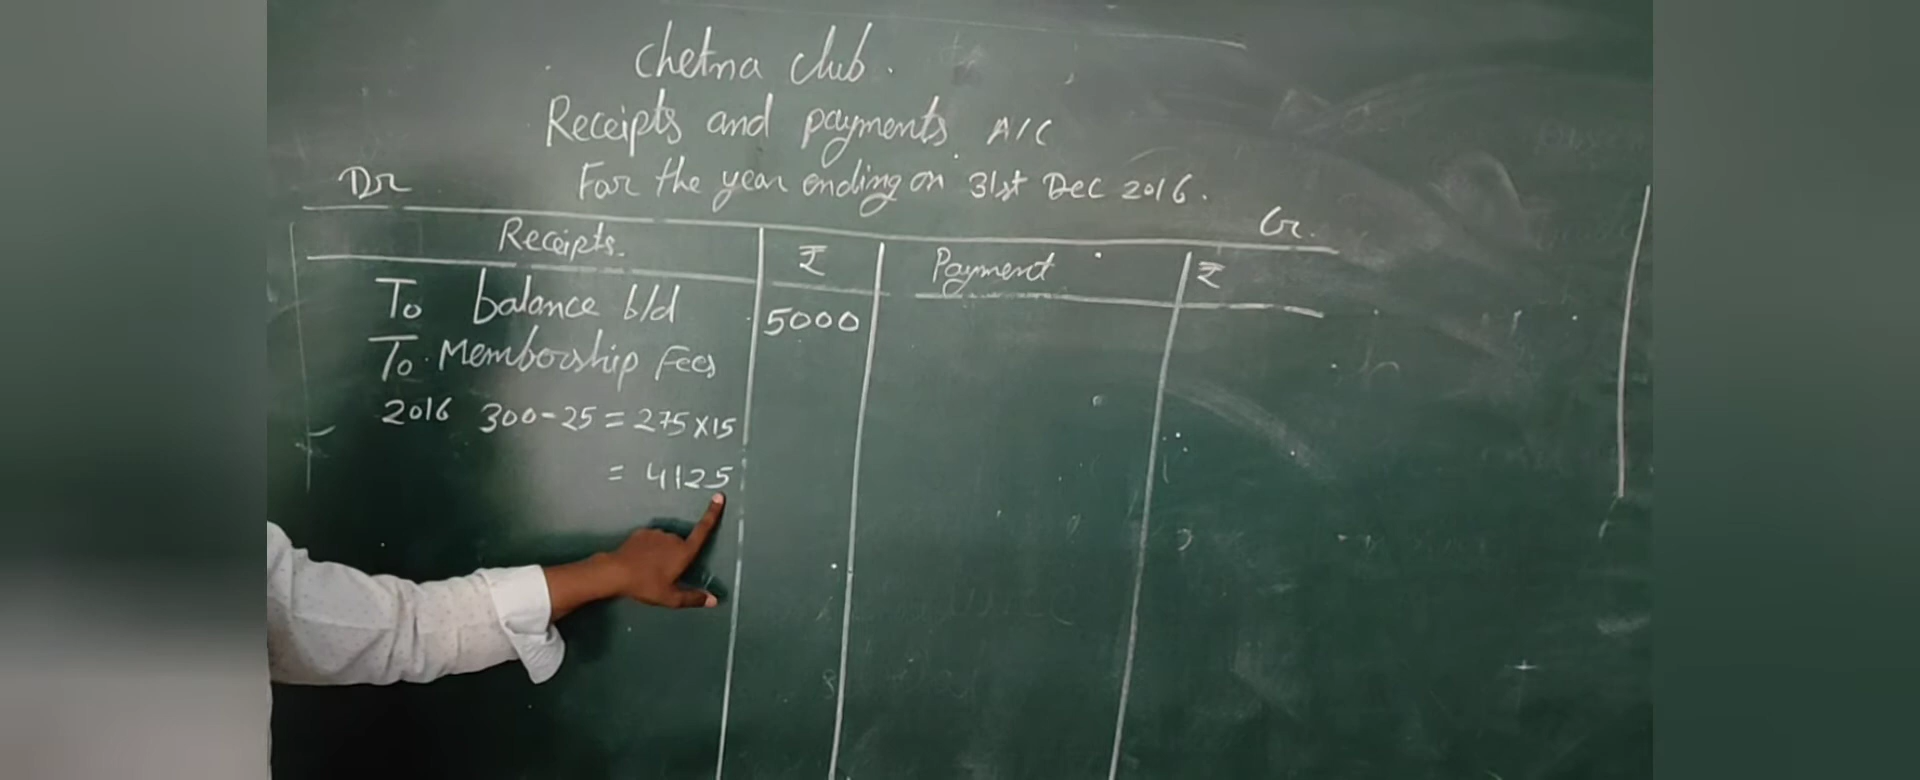 Chetna Club.
Receipts and payments A/C
Dr For the year ending on 31st Dec 2016. Cr.
Receipts. ₹ Payment ₹
To balance b/d 5000
To Membership Fees
2016 300-25 = 275×15
= 4125